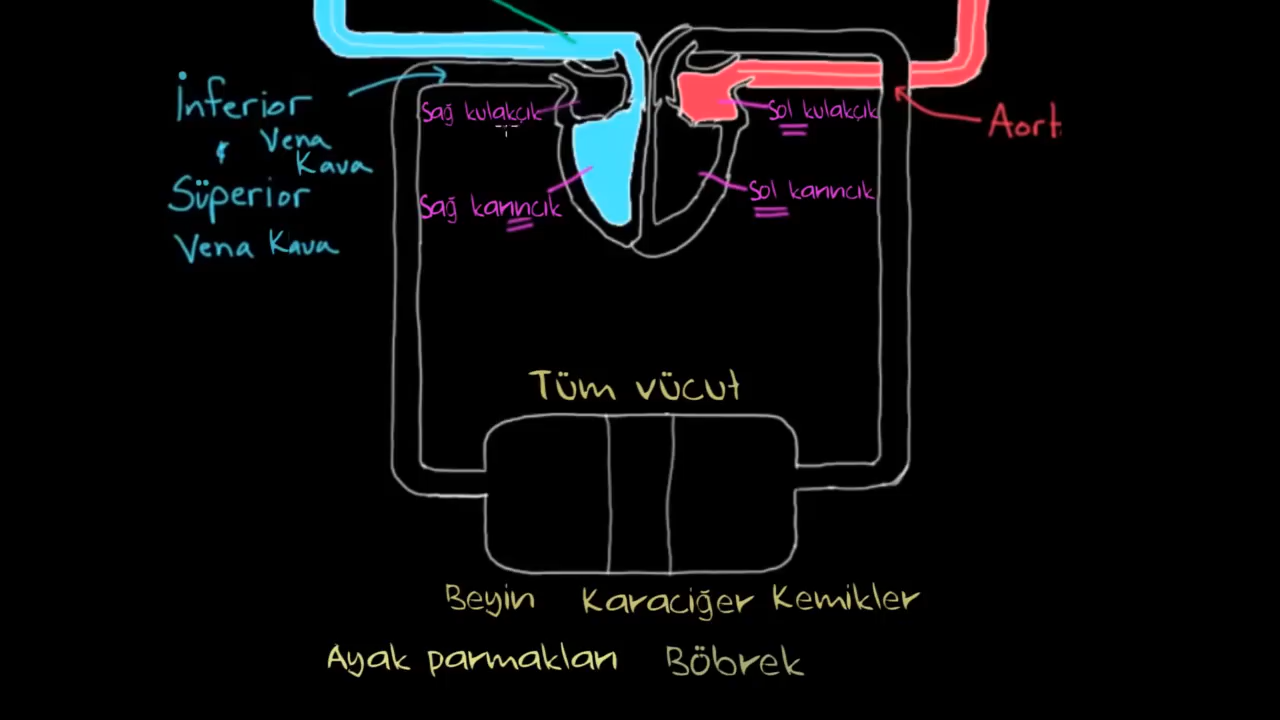 İnferior
& Vena
Kava
Süperior
Vena Kava
Sağ kulakçık
Sağ karıncık
Sol kulakçık
Sol karıncık
Aort
Tüm vücut
Beyin Karaciğer Kemikler
Ayak parmakları Böbrek